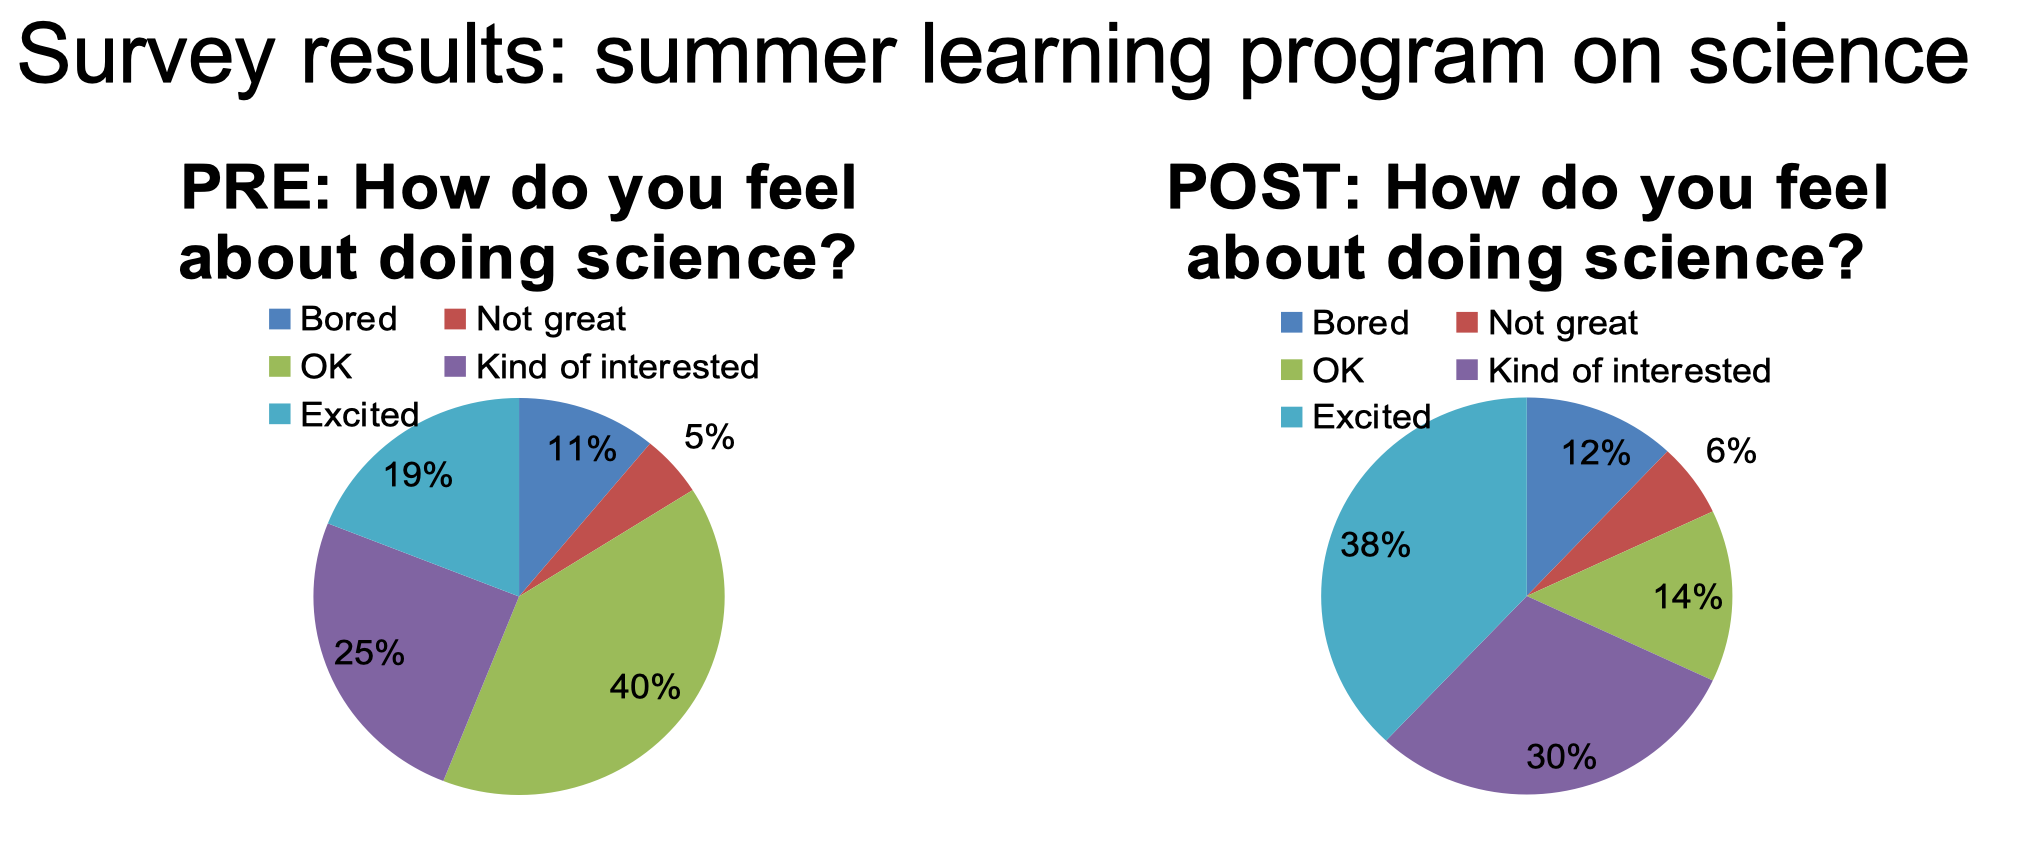 Survey results: summer learning program on science
PRE: How do you feel
about doing science?
Bored Not great
OK Kind of interested
Excited
11%
5%
19%
25%
40%
POST: How do you feel
about doing science?
Bored Not great
OK Kind of interested
Excited
12%
6%
38%
14%
30%